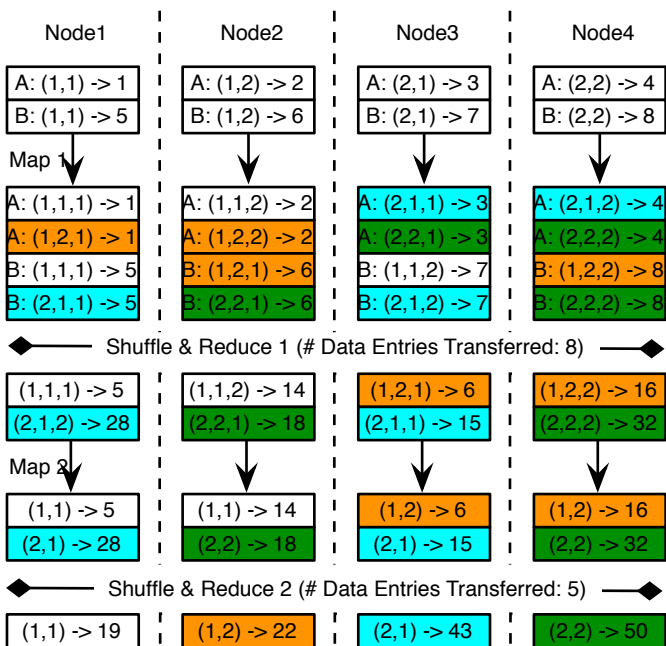 Node1 Node2 Node3 Node4
A: (1,1) -> 1 A: (1,2) -> 2 A: (2,1) -> 3 A: (2,2) -> 4
B: (1,1) -> 5 B: (1,2) -> 6 B: (2,1) -> 7 B: (2,2) -> 8
Map 1
A: (1,1,1) -> 1 A: (1,1,2) -> 2 A: (2,1,1) -> 3 A: (2,1,2) -> 4
A: (1,2,1) -> 1 A: (1,2,2) -> 2 A: (2,2,1) -> 3 A: (2,2,2) -> 4
B: (1,1,1) -> 5 B: (1,2,1) -> 6 B: (1,1,2) -> 7 B: (1,2,2) -> 8
B: (2,1,1) -> 5 B: (2,2,1) -> 6 B: (2,1,2) -> 7 B: (2,2,2) -> 8
Shuffle & Reduce 1 (# Data Entries Transferred: 8)
(1,1,1) -> 5 (1,1,2) -> 14 (1,2,1) -> 6 (1,2,2) -> 16
(2,1,2) -> 28 (2,2,1) -> 18 (2,1,1) -> 15 (2,2,2) -> 32
Map 2
(1,1) -> 5 (1,1) -> 14 (1,2) -> 6 (1,2) -> 16
(2,1) -> 28 (2,2) -> 18 (2,1) -> 15 (2,2) -> 32
Shuffle & Reduce 2 (# Data Entries Transferred: 5)
(1,1) -> 19 (1,2) -> 22 (2,1) -> 43 (2,2) -> 50